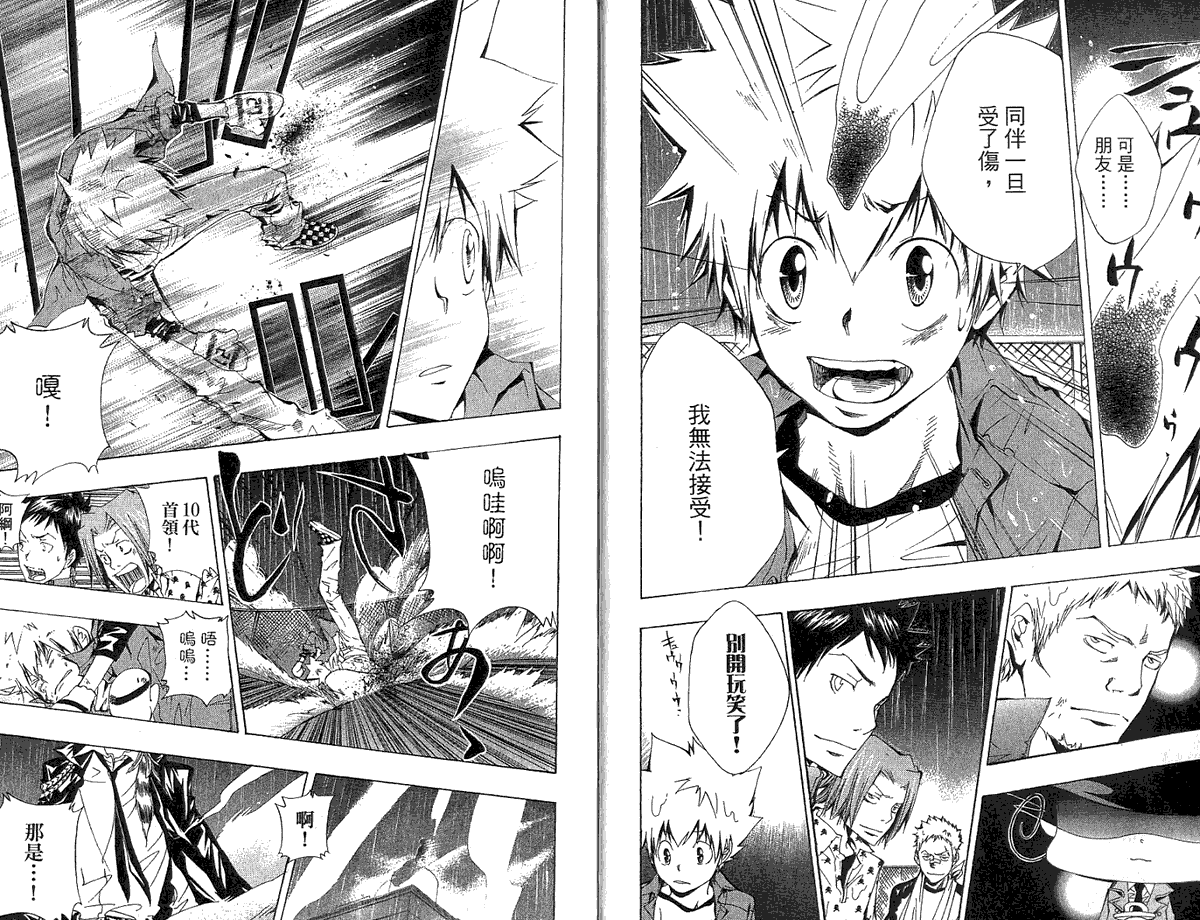 可是……
朋友……
同伴一旦
受了傷，
我無法接受！
別開玩笑了！
嘎！
嗚哇啊啊！
10代
首領！
阿綱！
唔……
嗚嗚…
啊！
那是…！